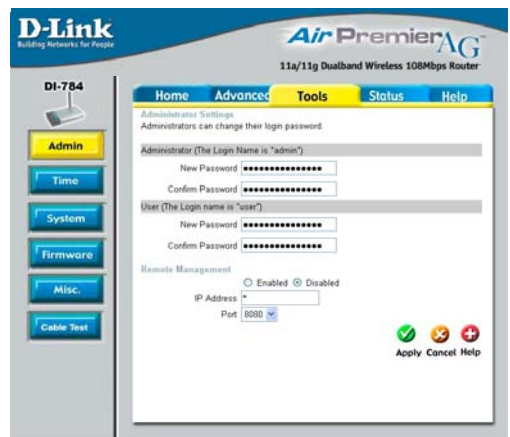 D-Link
Building Networks for People
Air PremierAG
11a/11g Dualband Wireless 108Mbps Router
DI-784
Home Advanced Tools Status Help
Admin
Time
System
Firmware
Misc.
Cable Test
Administrator Settings
Administrators can change their login password.
Administrator (The Login Name is "admin")
New Password ●●●●●●●●●●●●●●●
Confirm Password ●●●●●●●●●●●●●●●
User (The Login name is "user")
New Password ●●●●●●●●●●●●●●●
Confirm Password ●●●●●●●●●●●●●●●
Remote Management
Enabled Disabled
IP Address *
Port 8080
Apply Cancel Help